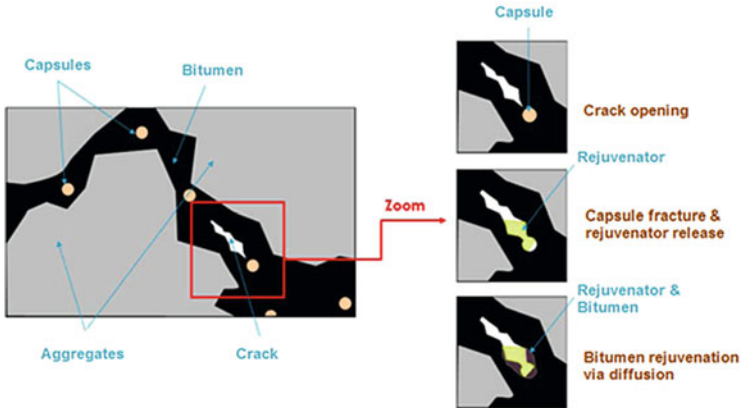 Capsule
Capsules
Bitumen
Crack opening
Rejuvenator
Zoom
Capsule fracture &
rejuvenator release
Rejuvenator &
Bitumen
Aggregates
Crack
Bitumen rejuvenation
via diffusion